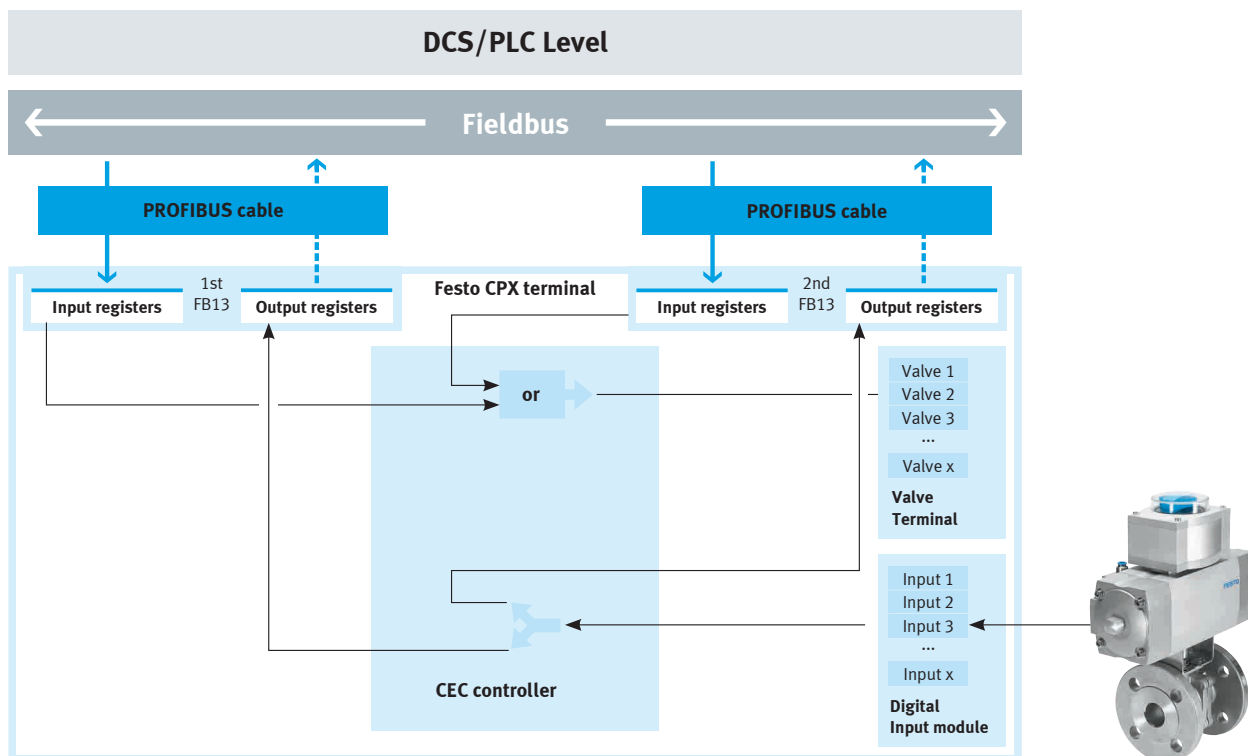 DCS/PLC Level
Fieldbus
PROFIBUS cable
PROFIBUS cable
Input registers
1st
FB13
Output registers
Festo CPX terminal
Input registers
2nd
FB13
Output registers
or
Valve 1
Valve 2
Valve 3
...
Valve x
Valve
Terminal
CEC controller
Input 1
Input 2
Input 3
...
Input x
Digital
Input module
FESTO